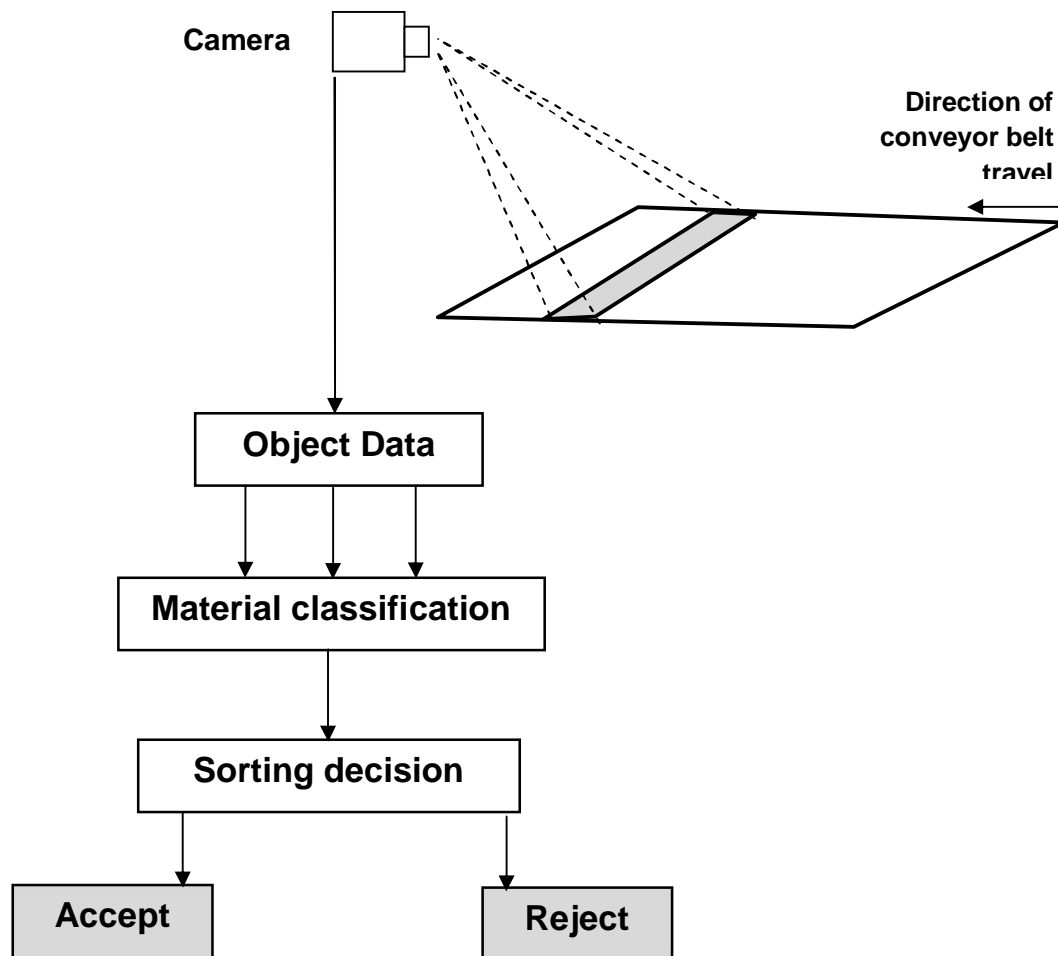 Camera
Direction of
conveyor belt
travel
Object Data
Material classification
Sorting decision
Accept
Reject